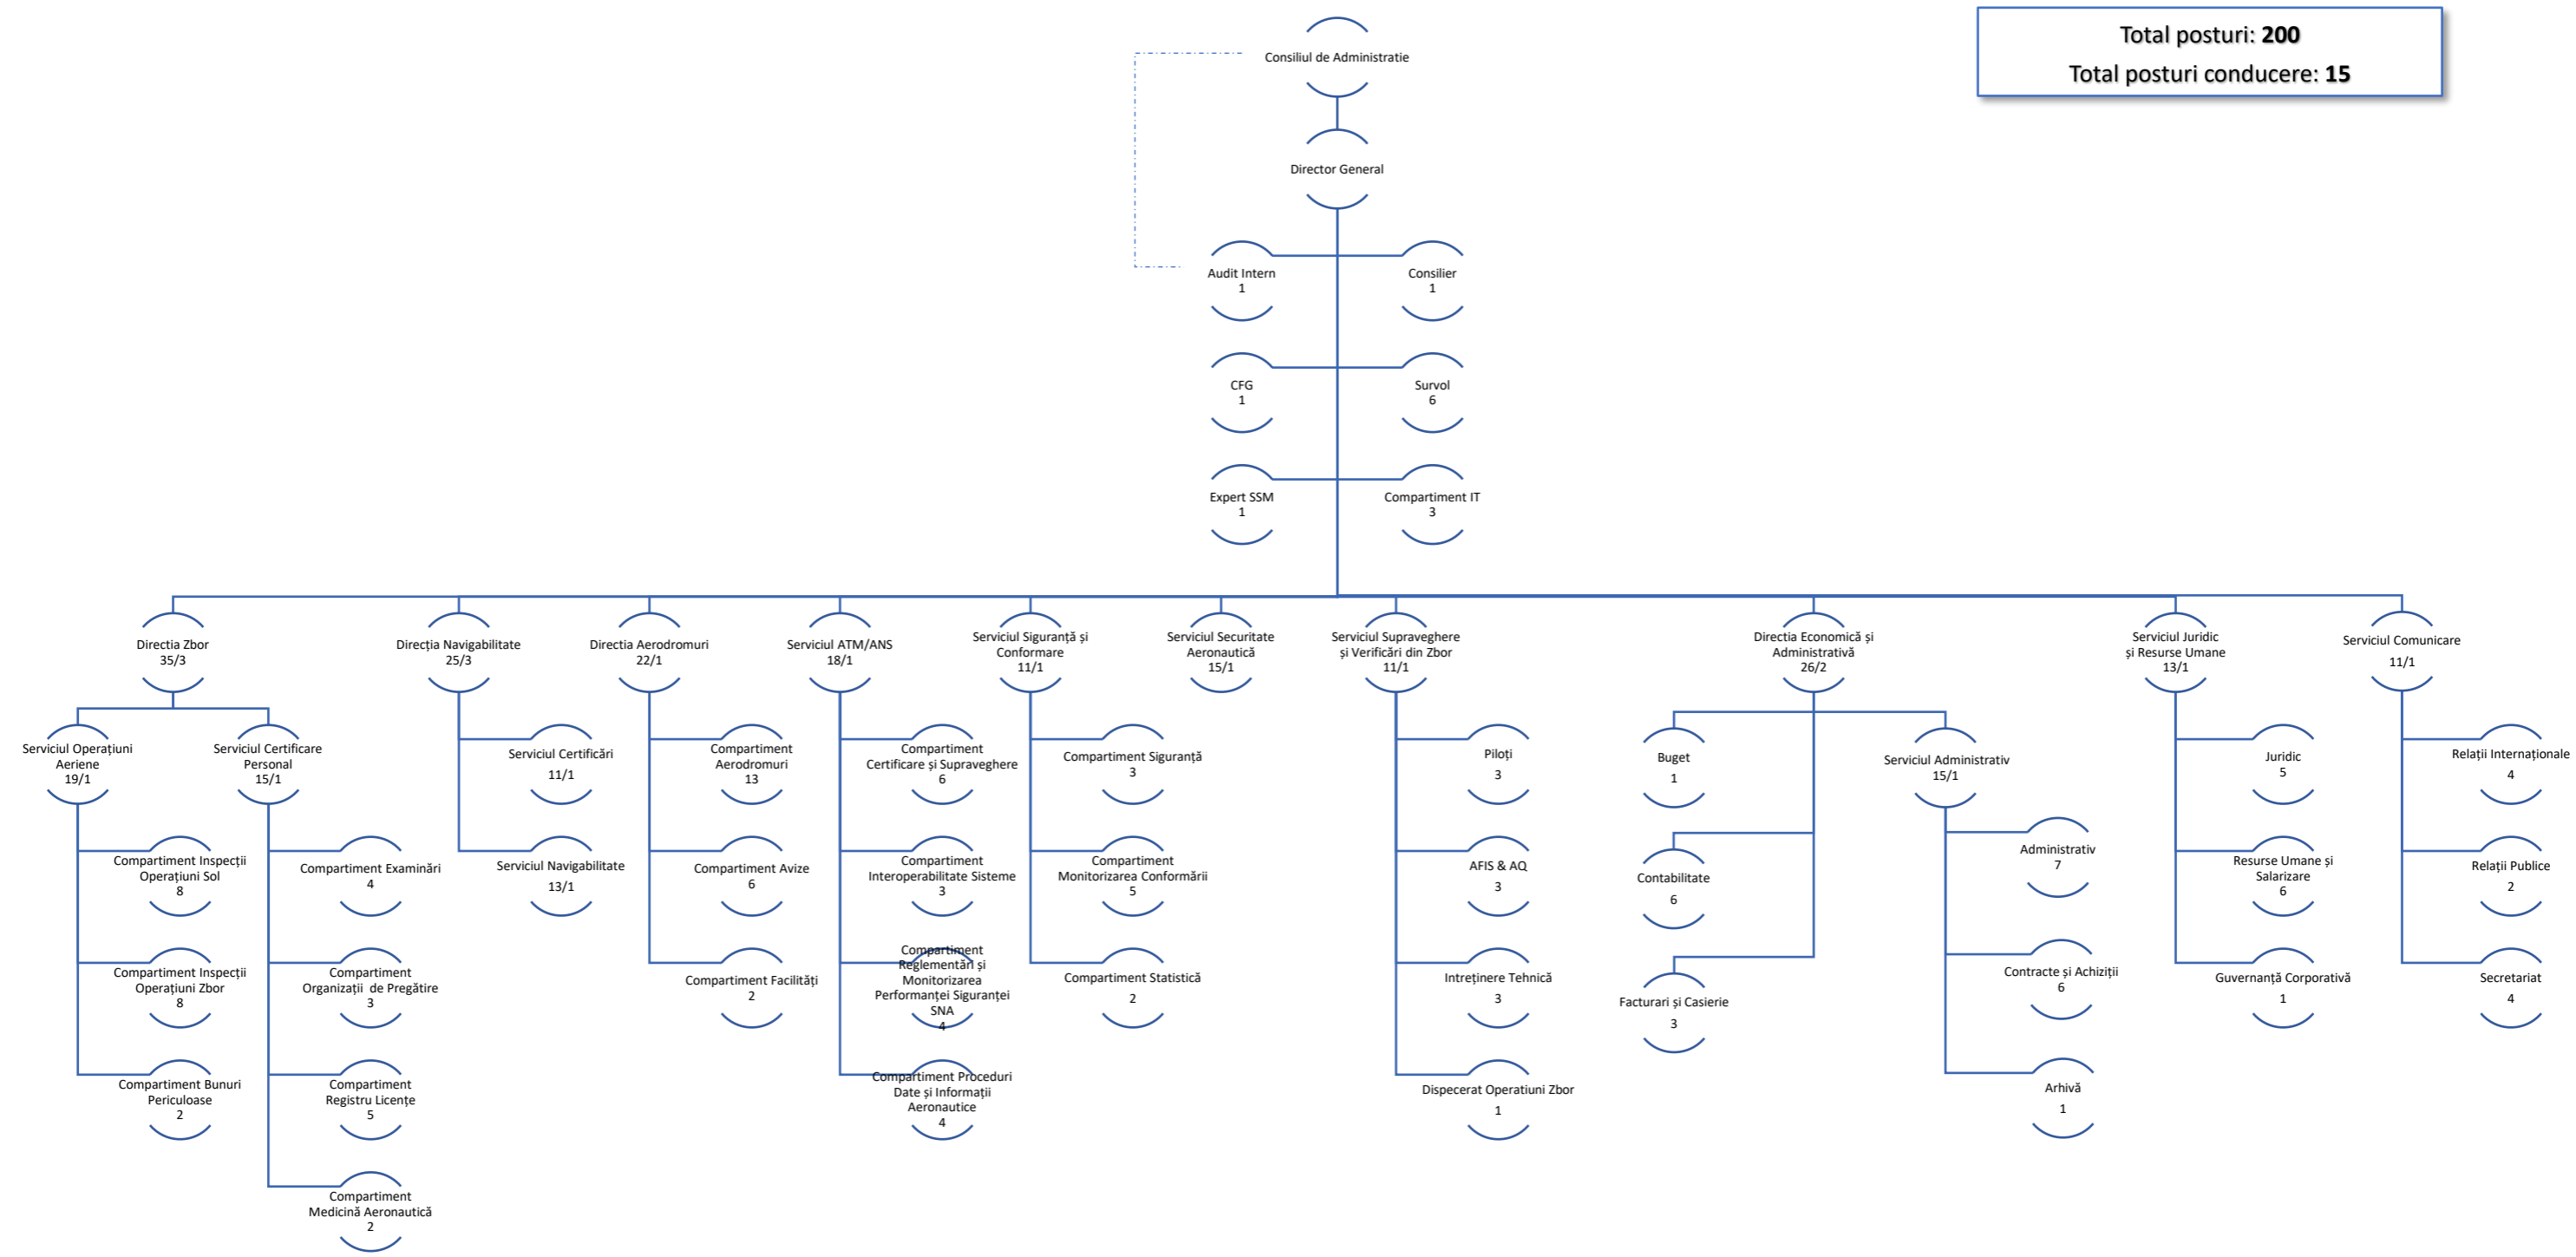 Total posturi: 200
Total posturi conducere: 15
Consiliul de Administratie
Director General
Audit Intern
1
Consilier
1
CFG
1
Survol
6
Expert SSM
1
Compartiment IT
3
Directia Zbor
35/3
Direcția Navigabilitate
25/3
Directia Aerodromuri
22/1
Serviciul ATM/ANS
18/1
Serviciul Siguranță și
Conformare
11/1
Serviciul Securitate
Aeronautică
15/1
Serviciul Supraveghere
și Verificări din Zbor
11/1
Directia Economică și
Administrativă
26/2
Serviciul Juridic
și Resurse Umane
13/1
Serviciul Comunicare
11/1
Serviciul Operațiuni
Aeriene
19/1
Serviciul Certificare
Personal
15/1
Compartiment Inspecții
Operațiuni Sol
8
Compartiment Inspecții
Operațiuni Zbor
8
Compartiment Bunuri
Periculoase
2
Compartiment Examinări
4
Compartiment
Organizații de Pregătire
3
Compartiment
Registru Licențe
5
Compartiment
Medicină Aeronautică
2
Serviciul Certificări
11/1
Serviciul Navigabilitate
13/1
Compartiment
Aerodromuri
13
Compartiment Avize
6
Compartiment Facilități
2
Compartiment
Certificare și Supraveghere
6
Compartiment
Interoperabilitate Sisteme
3
Compartiment
Reglementări și
Monitorizarea
Performanței Siguranței
SNA
4
Compartiment Proceduri
Date și Informații
Aeronautice
4
Compartiment Siguranță
3
Compartiment
Monitorizarea Conformării
5
Compartiment Statistică
2
Piloți
3
AFIS & AQ
3
Intreținere Tehnică
3
Dispecerat Operatiuni Zbor
1
Buget
1
Contabilitate
6
Facturari și Casierie
3
Serviciul Administrativ
15/1
Administrativ
7
Contracte și Achiziții
6
Arhivă
1
Juridic
5
Resurse Umane și
Salarizare
6
Guvernanță Corporativă
1
Relații Internaționale
4
Relații Publice
2
Secretariat
4